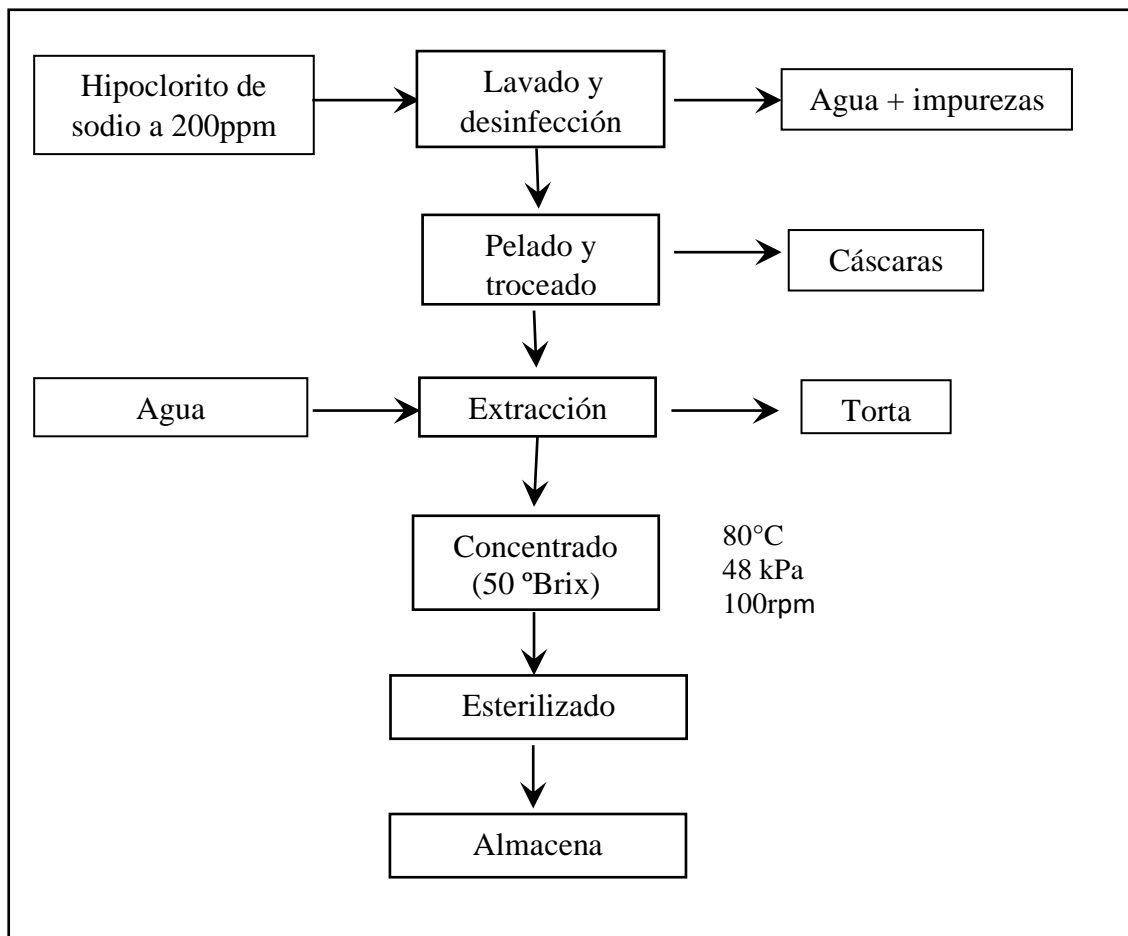 Hipoclorito de
sodio a 200ppm
Lavado y
desinfección
Agua + impurezas
Pelado y
troceado
Cáscaras
Agua
Extracción
Torta
Concentrado
(50 ºBrix)
80°C
48 kPa
100rpm
Esterilizado
Almacena